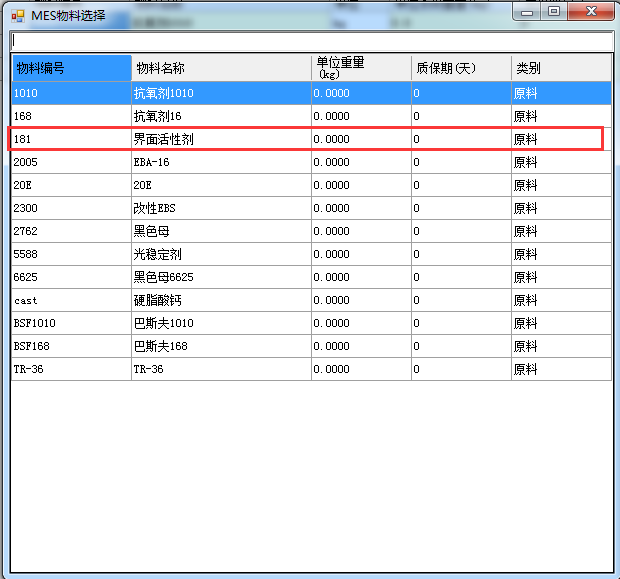 MES物料选择
物料编号 物料名称 单位重量(kg) 质保期(天) 类别
1010 抗氧剂1010 0.0000 0 原料
168 抗氧剂16 0.0000 0 原料
181 界面活性剂 0.0000 0 原料
2005 EBA-16 0.0000 0 原料
20E 20E 0.0000 0 原料
2300 改性EBS 0.0000 0 原料
2762 黑色母 0.0000 0 原料
5588 光稳定剂 0.0000 0 原料
6625 黑色母6625 0.0000 0 原料
cast 硬脂酸钙 0.0000 0 原料
BSF1010 巴斯夫1010 0.0000 0 原料
BSF168 巴斯夫168 0.0000 0 原料
TR-36 TR-36 0.0000 0 原料